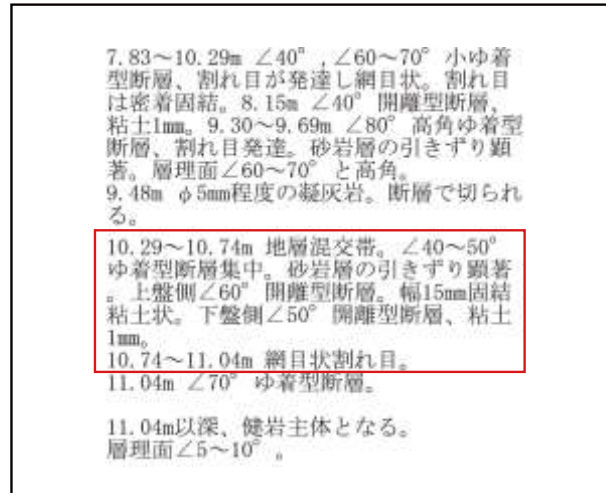 7.83～10.29m ∠40°,∠60～70° 小ゆ着
型断層、割れ目が発達し網目状。割れ目
は密着固結。8.15m ∠40° 開離型断層、
粘土1mm。9.30～9.69m ∠80° 高角ゆ着型
断層、割れ目発達。砂岩層の引きずり顕
著。層理面∠60～70° と高角。
9.48m φ5mm程度の凝灰岩。断層で切られ
る。
10.29～10.74m 地層混交帯。∠40～50°
ゆ着型断層集中。砂岩層の引きずり顕著
。上盤側∠60° 開離型断層。幅15mm固結
粘土状。下盤側∠50° 開離型断層、粘土
1mm。
10.74～11.04m 網目状割れ目。
11.04m ∠70° ゆ着型断層。
11.04m以深、健岩主体となる。
層理面∠5～10° 。